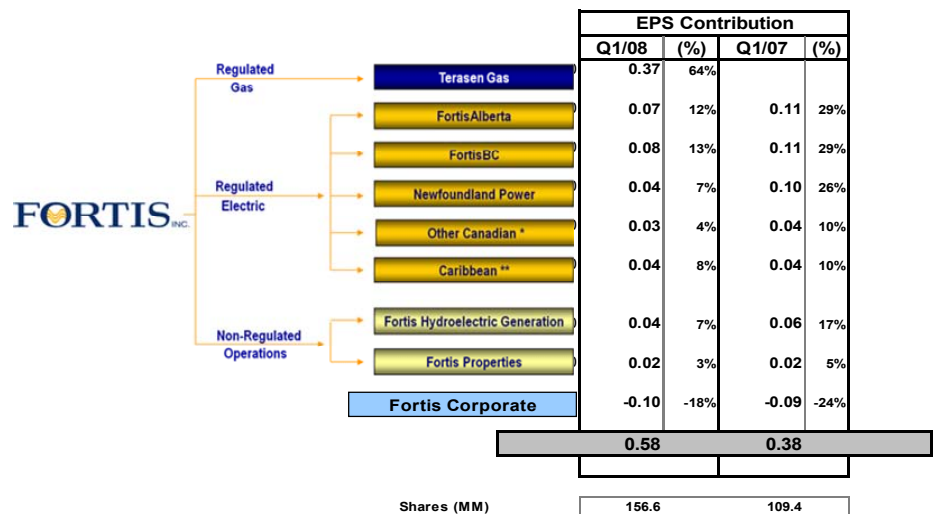 EPS Contribution
Q1/08 (%) Q1/07 (%)
Regulated
Gas
Terasen Gas 0.37 64%
FortisAlberta 0.07 12% 0.11 29%
FortisBC 0.08 13% 0.11 29%
Regulated
Electric
Newfoundland Power 0.04 7% 0.10 26%
FORTIS INC.
Other Canadian * 0.03 4% 0.04 10%
Caribbean ** 0.04 8% 0.04 10%
Fortis Hydroelectric Generation 0.04 7% 0.06 17%
Non-Regulated
Operations
Fortis Properties 0.02 3% 0.02 5%
Fortis Corporate -0.10 -18% -0.09 -24%
0.58 0.38
Shares (MM) 156.6 109.4